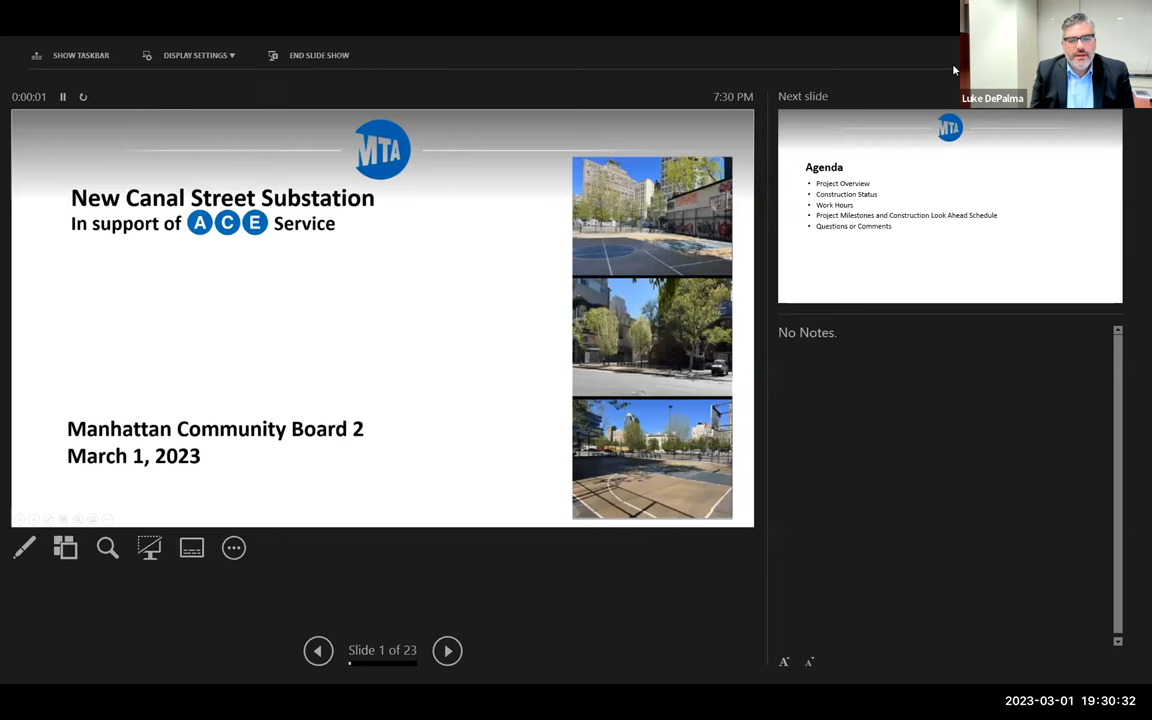 SHOW TASKBAR
DISPLAY SETTINGS ▾
END SLIDE SHOW
Luke DePalma
0:00:01
7:30 PM
Next slide
MTA
New Canal Street Substation
In support of A C E Service
Manhattan Community Board 2
March 1, 2023
MTA
Agenda
• Project Overview
• Construction Status
• Work Hours
• Project Milestones and Construction Look Ahead Schedule
• Questions or Comments
No Notes.
Slide 1 of 23
A
A
2023-03-01 19:30:32